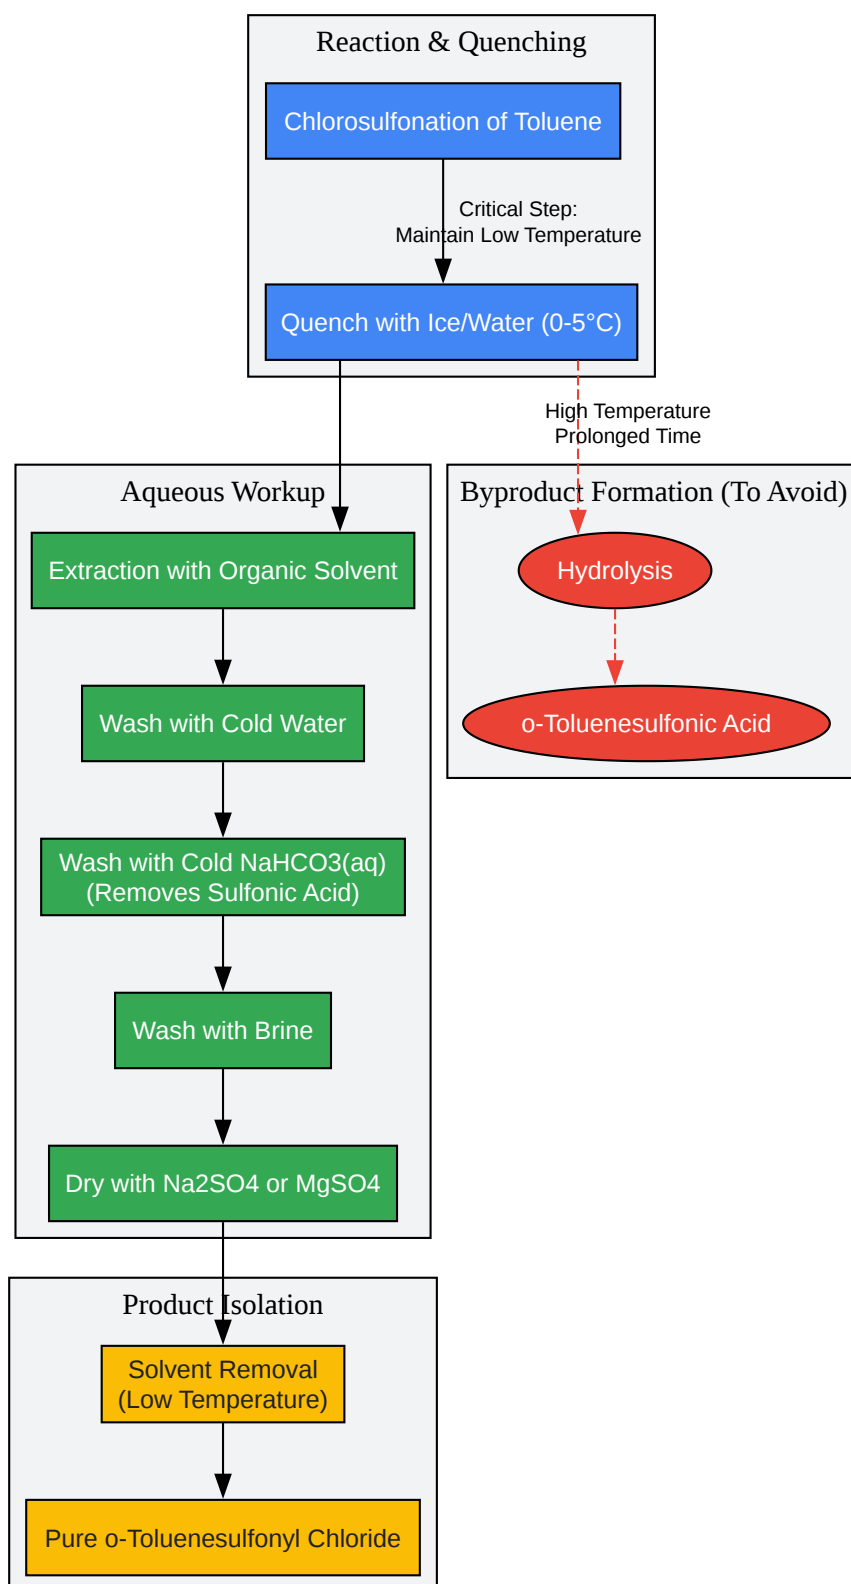 Reaction & Quenching
Chlorosulfonation of Toluene
Critical Step:
Maintain Low Temperature
Quench with Ice/Water (0-5°C)
High Temperature
Prolonged Time
Aqueous Workup
Extraction with Organic Solvent
Wash with Cold Water
Wash with Cold NaHCO3(aq)
(Removes Sulfonic Acid)
Wash with Brine
Dry with Na2SO4 or MgSO4
Byproduct Formation (To Avoid)
Hydrolysis
o-Toluenesulfonic Acid
Product Isolation
Solvent Removal
(Low Temperature)
Pure o-Toluenesulfonyl Chloride